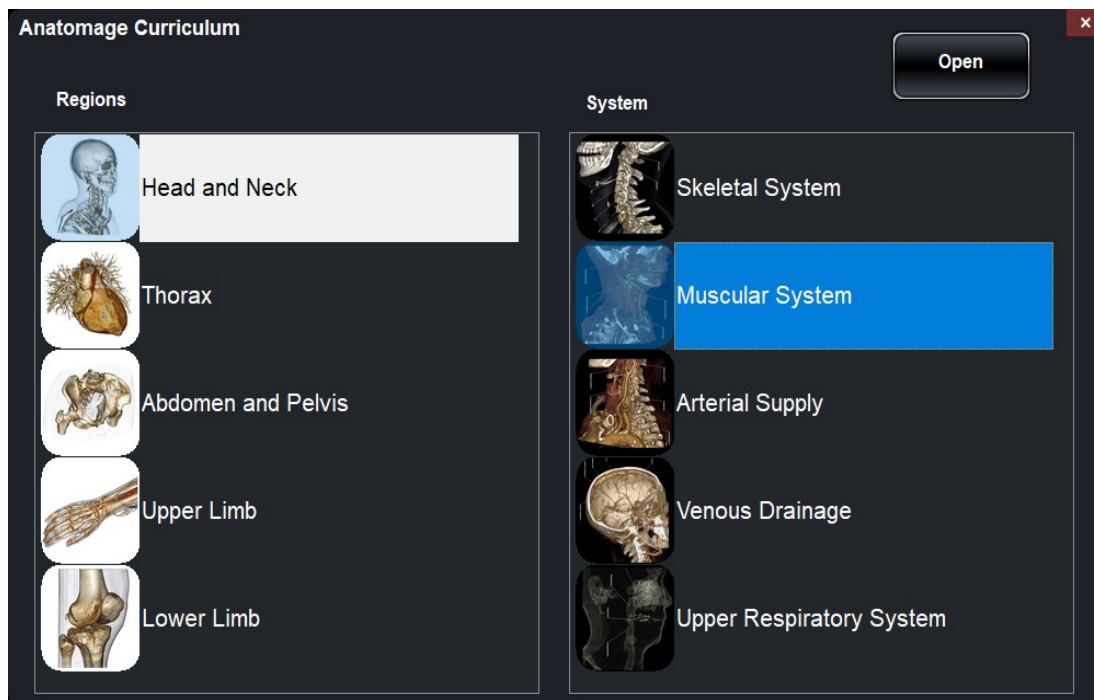 Anatomage Curriculum
Open
Regions
System
Head and Neck
Thorax
Abdomen and Pelvis
Upper Limb
Lower Limb
Skeletal System
Muscular System
Arterial Supply
Venous Drainage
Upper Respiratory System